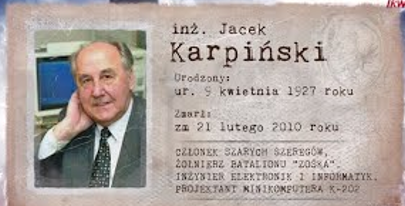 inż. Jacek
Karpiński
Urodzony:
ur. 9 kwietnia 1927 roku
Zmarł:
zm 21 lutego 2010 roku
CZŁONEK SZARYCH SZEREGÓW,
ŻOŁNIERZ BATALIONU "ZOŚKA".
INŻYNIER ELEKTRONIK I INFORMATYK,
PROJEKTANT MINIKOMPUTERA K-202